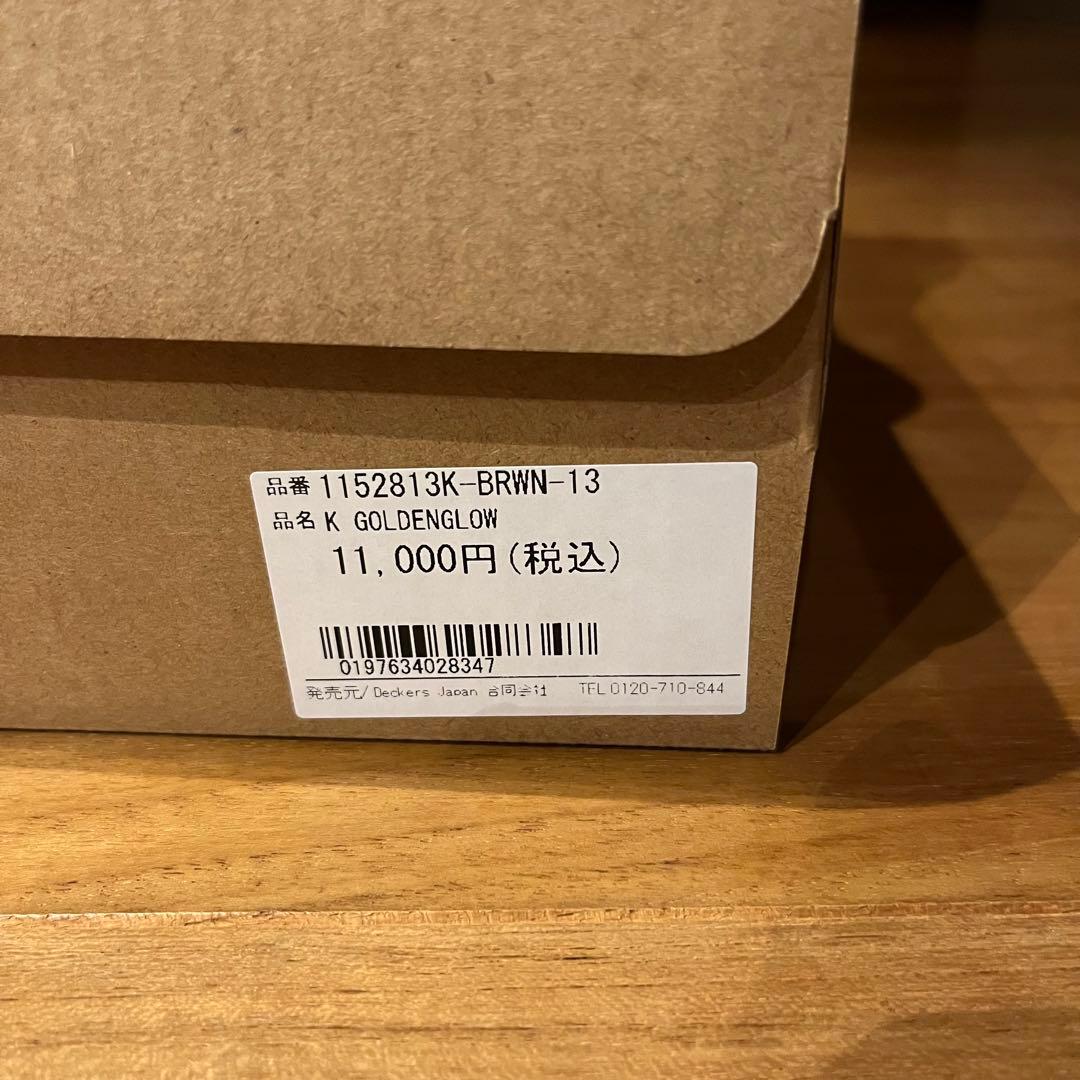 品番 1152813K-BRWN-13
品名 K GOLDENGLOW
11,000円(税込)
0197634028347
発売元/Deckers Japan 合同会社 TEL 0120-710-844